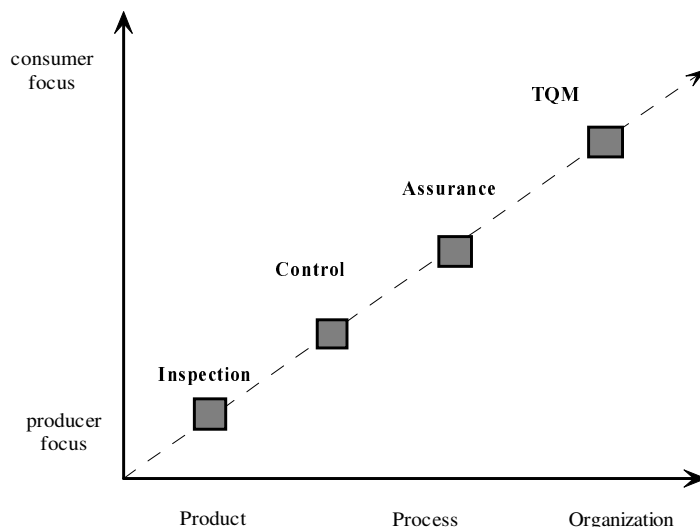 consumer
focus
TQM
Assurance
Control
Inspection
producer
focus
Product Process Organization